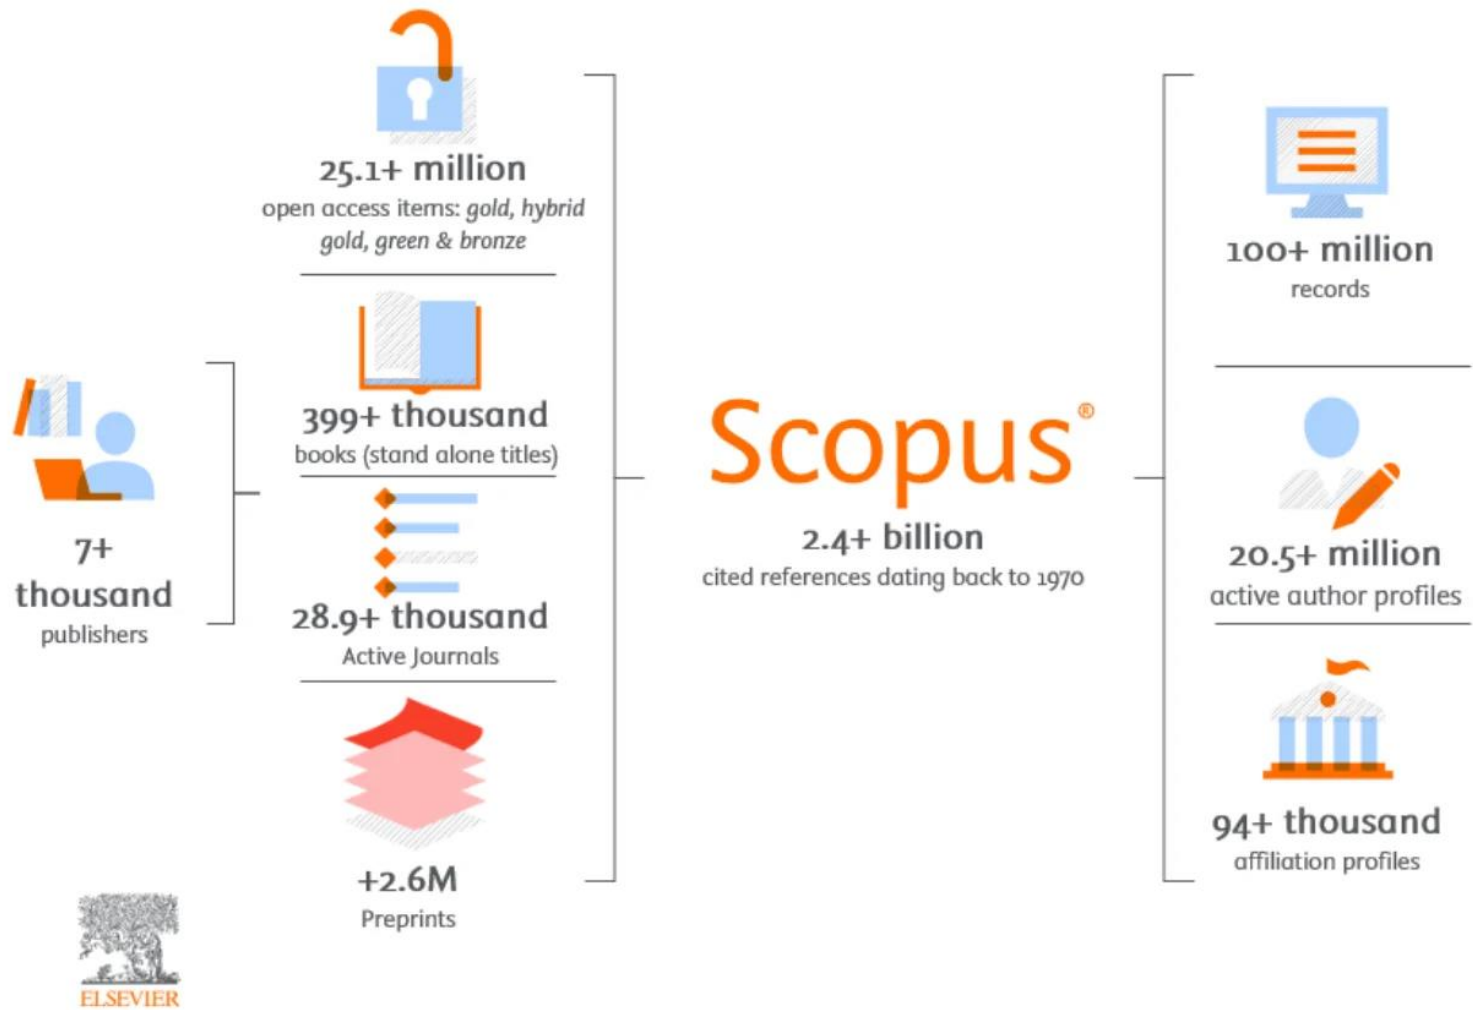 25.1+ million
open access items: gold, hybrid
gold, green & bronze
399+ thousand
books (stand alone titles)
7+
thousand
publishers
28.9+ thousand
Active Journals
+2.6M
Preprints
Scopus®
2.4+ billion
cited references dating back to 1970
100+ million
records
20.5+ million
active author profiles
94+ thousand
affiliation profiles
ELSEVIER